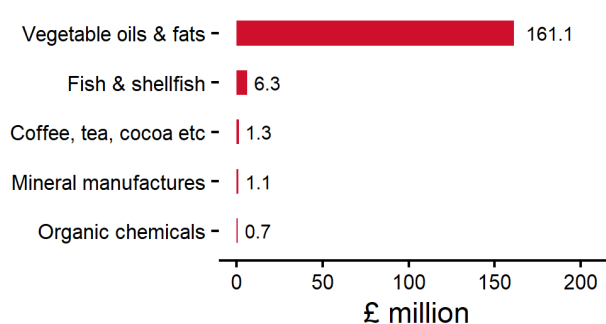 Vegetable oils & fats 161.1
Fish & shellfish 6.3
Coffee, tea, cocoa etc 1.3
Mineral manufactures 1.1
Organic chemicals 0.7
0 50 100 150 200
£ million